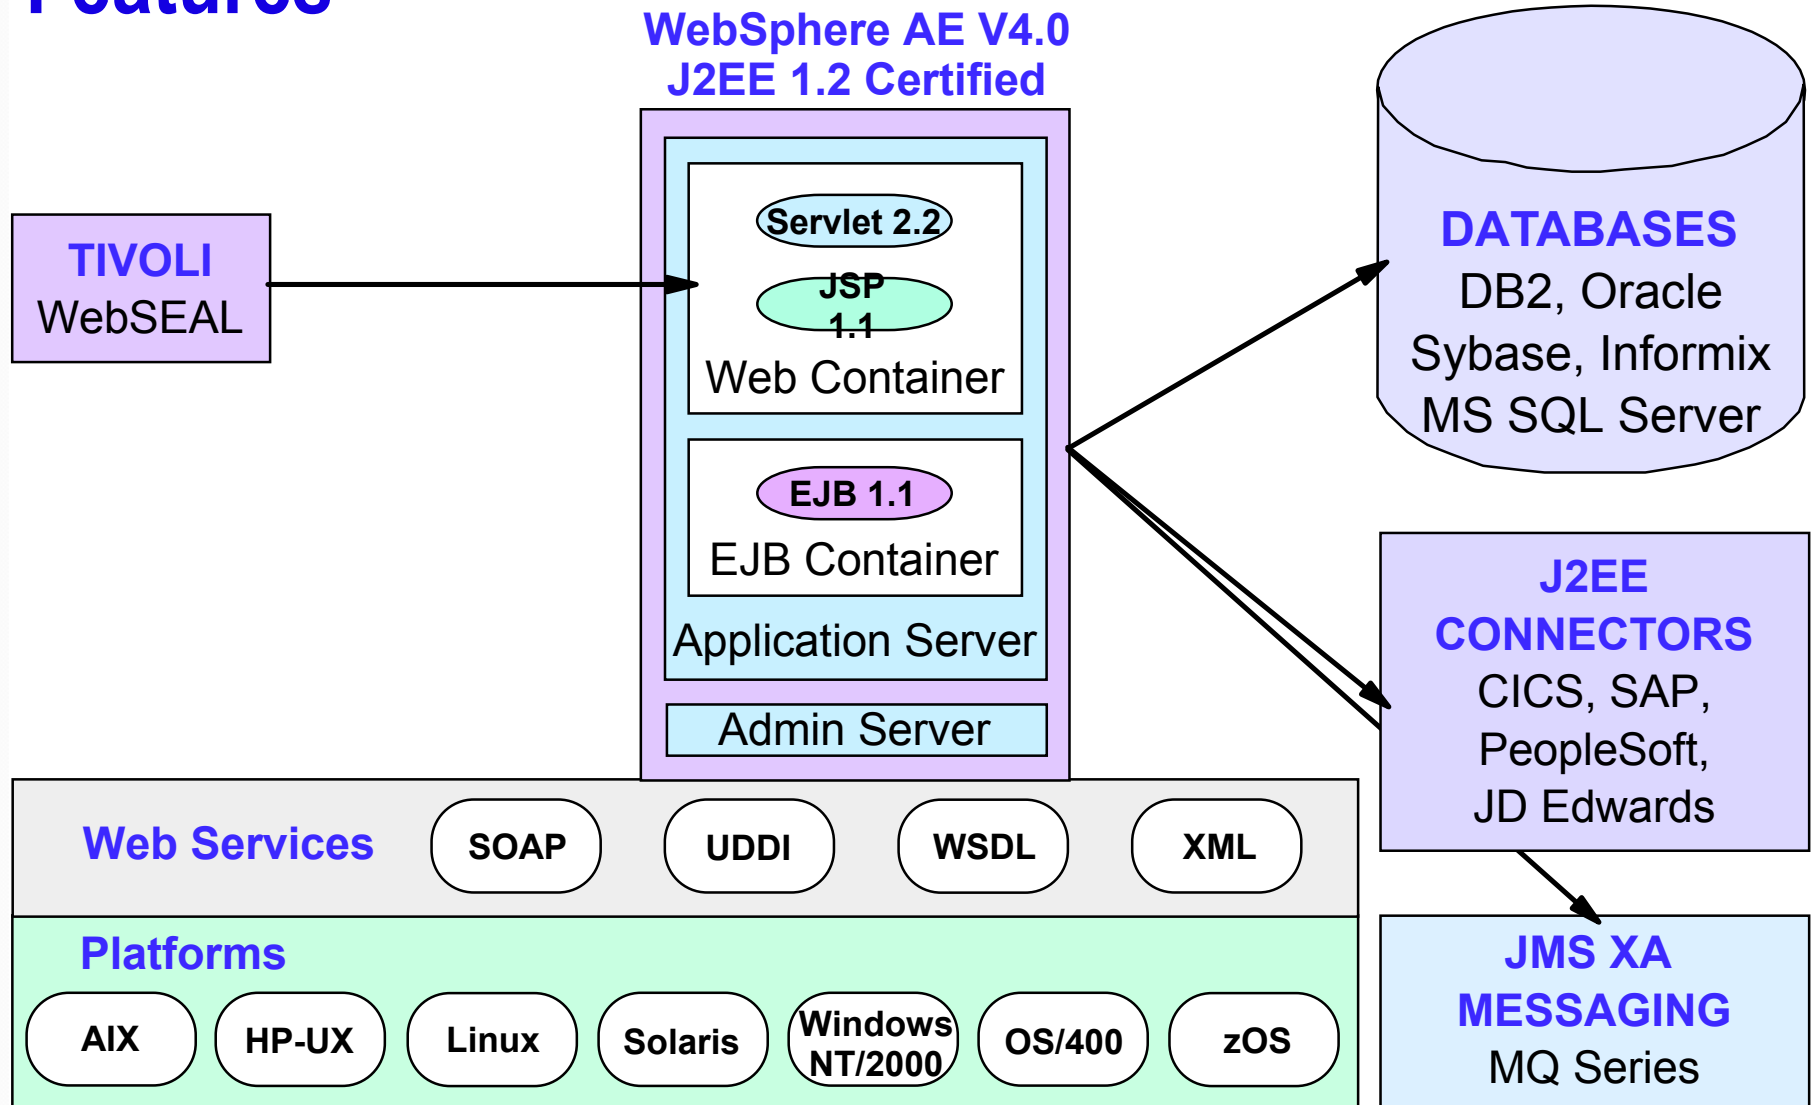 Features
WebSphere AE V4.0
J2EE 1.2 Certified
TIVOLI
WebSEAL
Servlet 2.2
JSP
1.1
Web Container
EJB 1.1
EJB Container
Application Server
Admin Server
DATABASES
DB2, Oracle
Sybase, Informix
MS SQL Server
J2EE
CONNECTORS
CICS, SAP,
PeopleSoft,
JD Edwards
JMS XA
MESSAGING
MQ Series
Web Services
SOAP
UDDI
WSDL
XML
Platforms
AIX
HP-UX
Linux
Solaris
Windows
NT/2000
OS/400
zOS